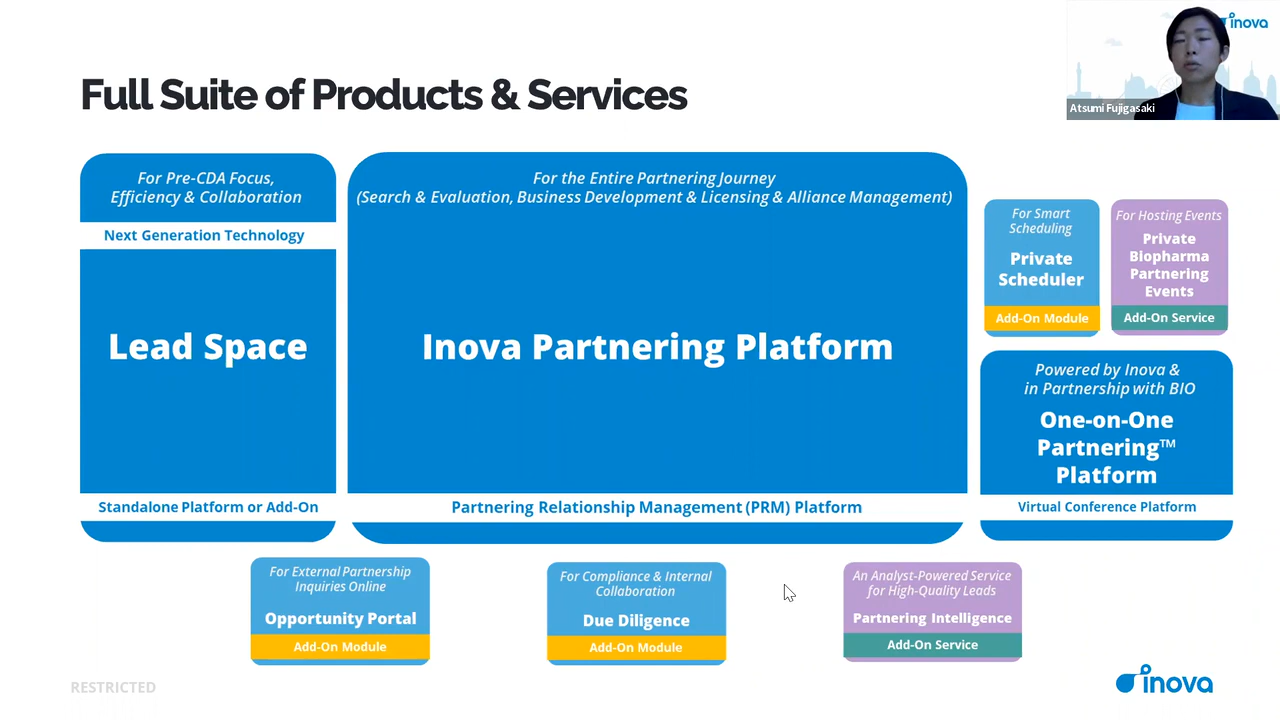 inova
Atsumi Fujigasaki
Full Suite of Products & Services
For Pre-CDA Focus,
Efficiency & Collaboration
Next Generation Technology
Lead Space
Standalone Platform or Add-On
For the Entire Partnering Journey
(Search & Evaluation, Business Development & Licensing & Alliance Management)
Inova Partnering Platform
Partnering Relationship Management (PRM) Platform
For Smart
Scheduling
Private
Scheduler
Add-On Module
For Hosting Events
Private
Biopharma
Partnering
Events
Add-On Service
Powered by Inova &
in Partnership with BIO
One-on-One
Partnering™
Platform
Virtual Conference Platform
For External Partnership
Inquiries Online
Opportunity Portal
Add-On Module
For Compliance & Internal
Collaboration
Due Diligence
Add-On Module
An Analyst-Powered Service
for High-Quality Leads
Partnering Intelligence
Add-On Service
RESTRICTED
inova